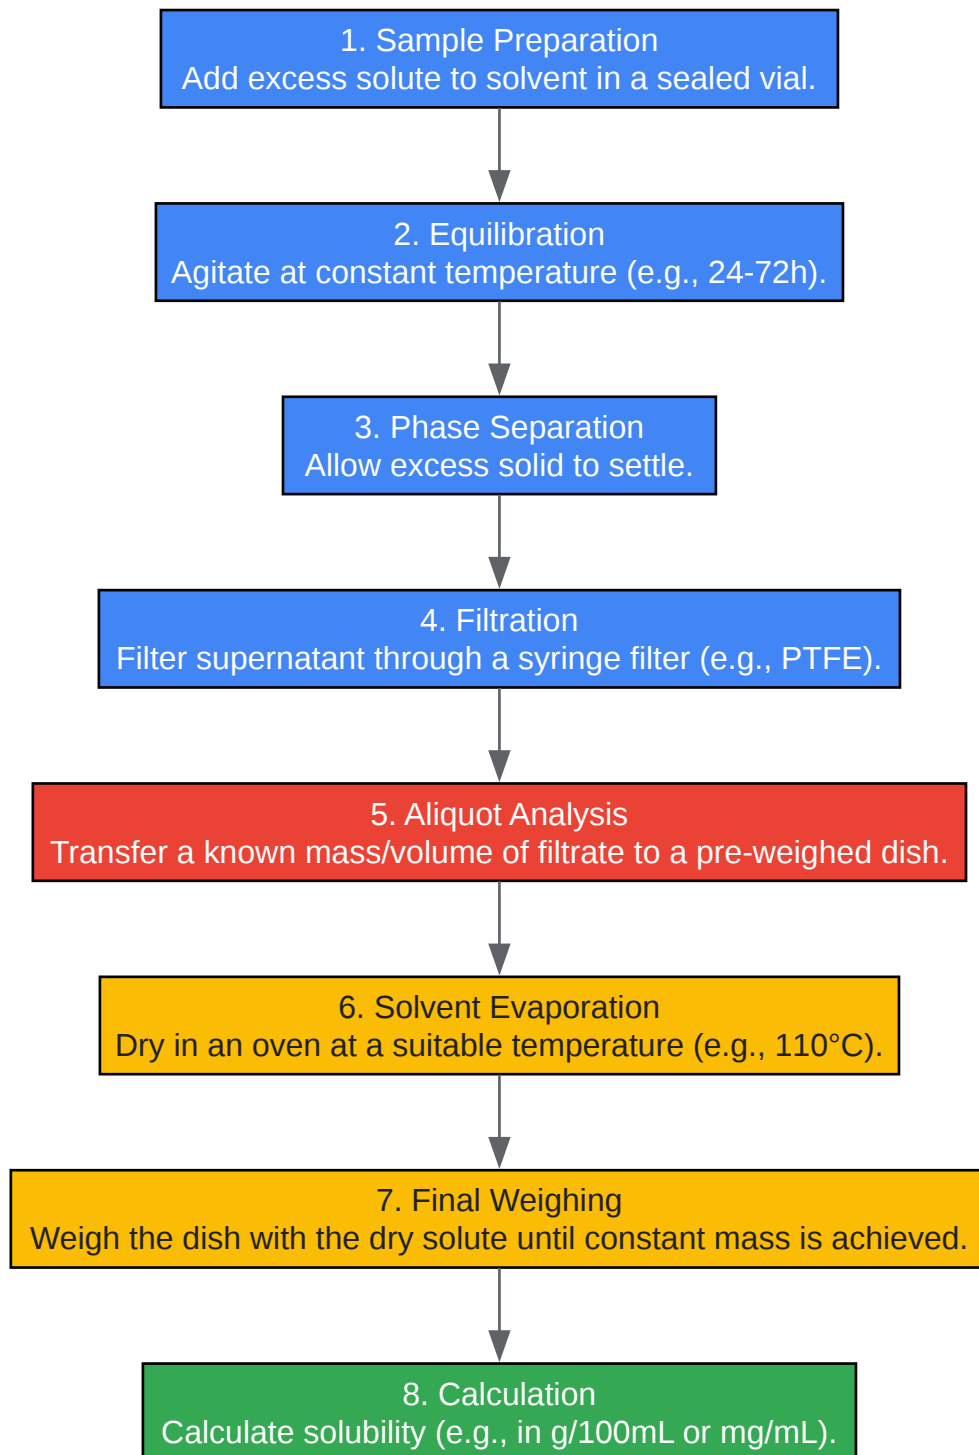 1. Sample Preparation
Add excess solute to solvent in a sealed vial.
2. Equilibration
Agitate at constant temperature (e.g., 24-72h).
3. Phase Separation
Allow excess solid to settle.
4. Filtration
Filter supernatant through a syringe filter (e.g., PTFE).
5. Aliquot Analysis
Transfer a known mass/volume of filtrate to a pre-weighed dish.
6. Solvent Evaporation
Dry in an oven at a suitable temperature (e.g., 110°C).
7. Final Weighing
Weigh the dish with the dry solute until constant mass is achieved.
8. Calculation
Calculate solubility (e.g., in g/100mL or mg/mL).